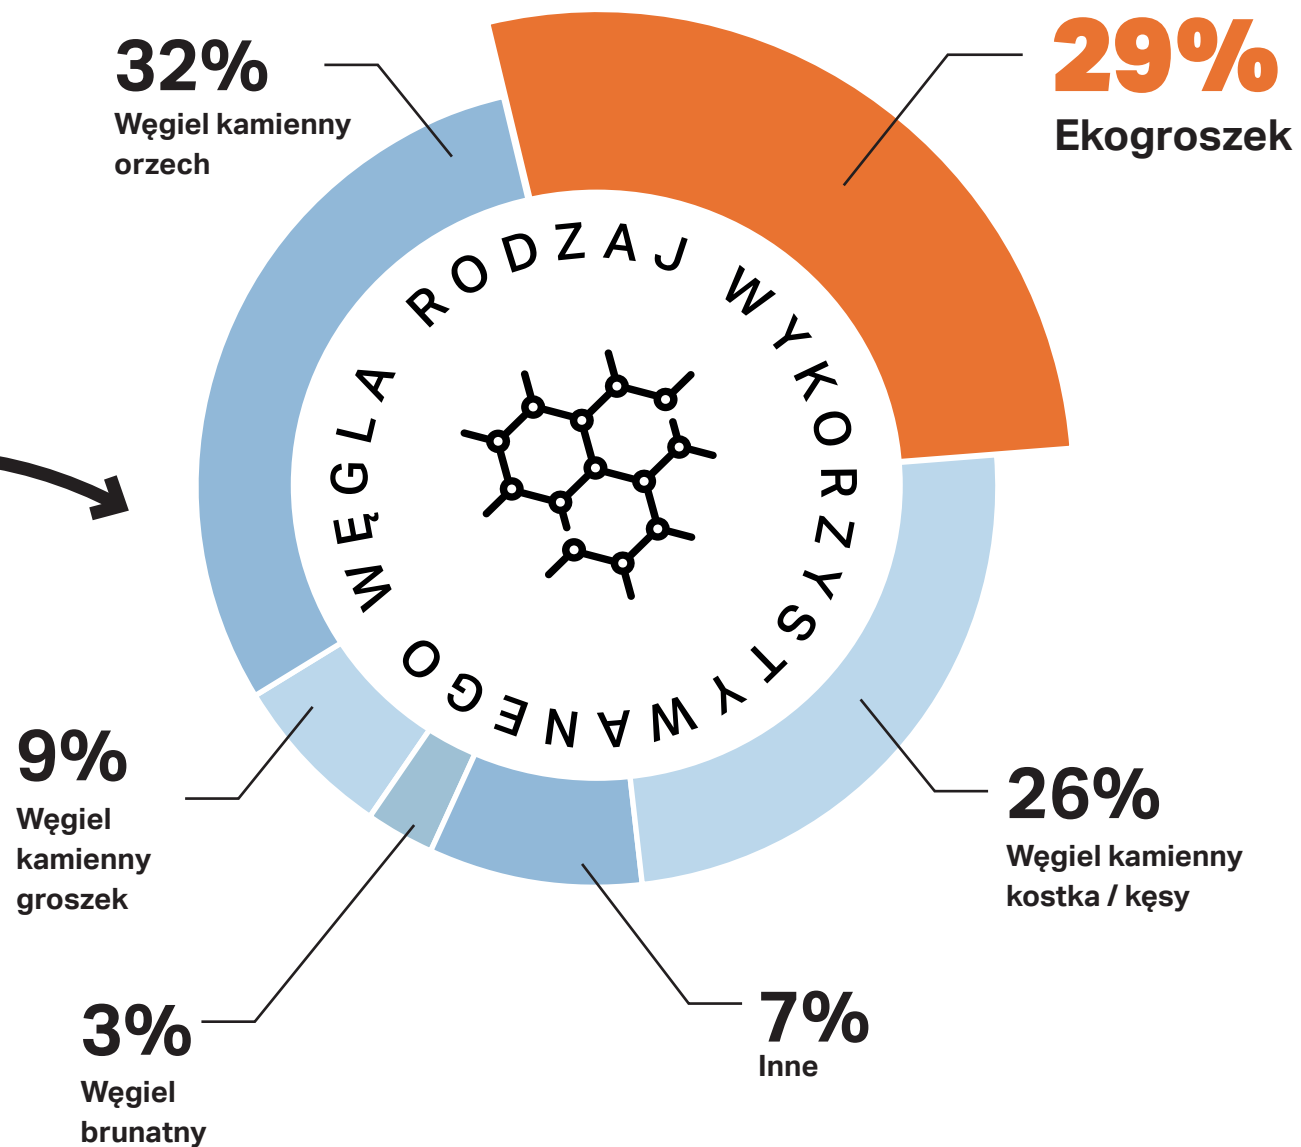 32%
Węgiel kamienny
orzech
29%
Ekogroszek
RODZAJ WYKORZYSTYWANEGO WĘGLA
9%
Węgiel
kamienny
groszek
26%
Węgiel kamienny
kostka / kęsy
3%
Węgiel
brunatny
7%
Inne